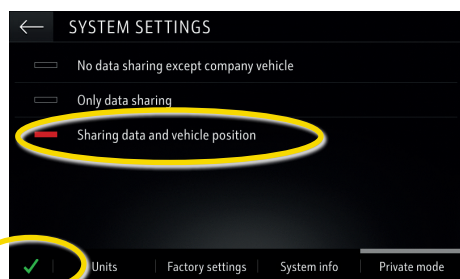 SYSTEM SETTINGS
No data sharing except company vehicle
Only data sharing
Sharing data and vehicle position
Units Factory settings System info Private mode